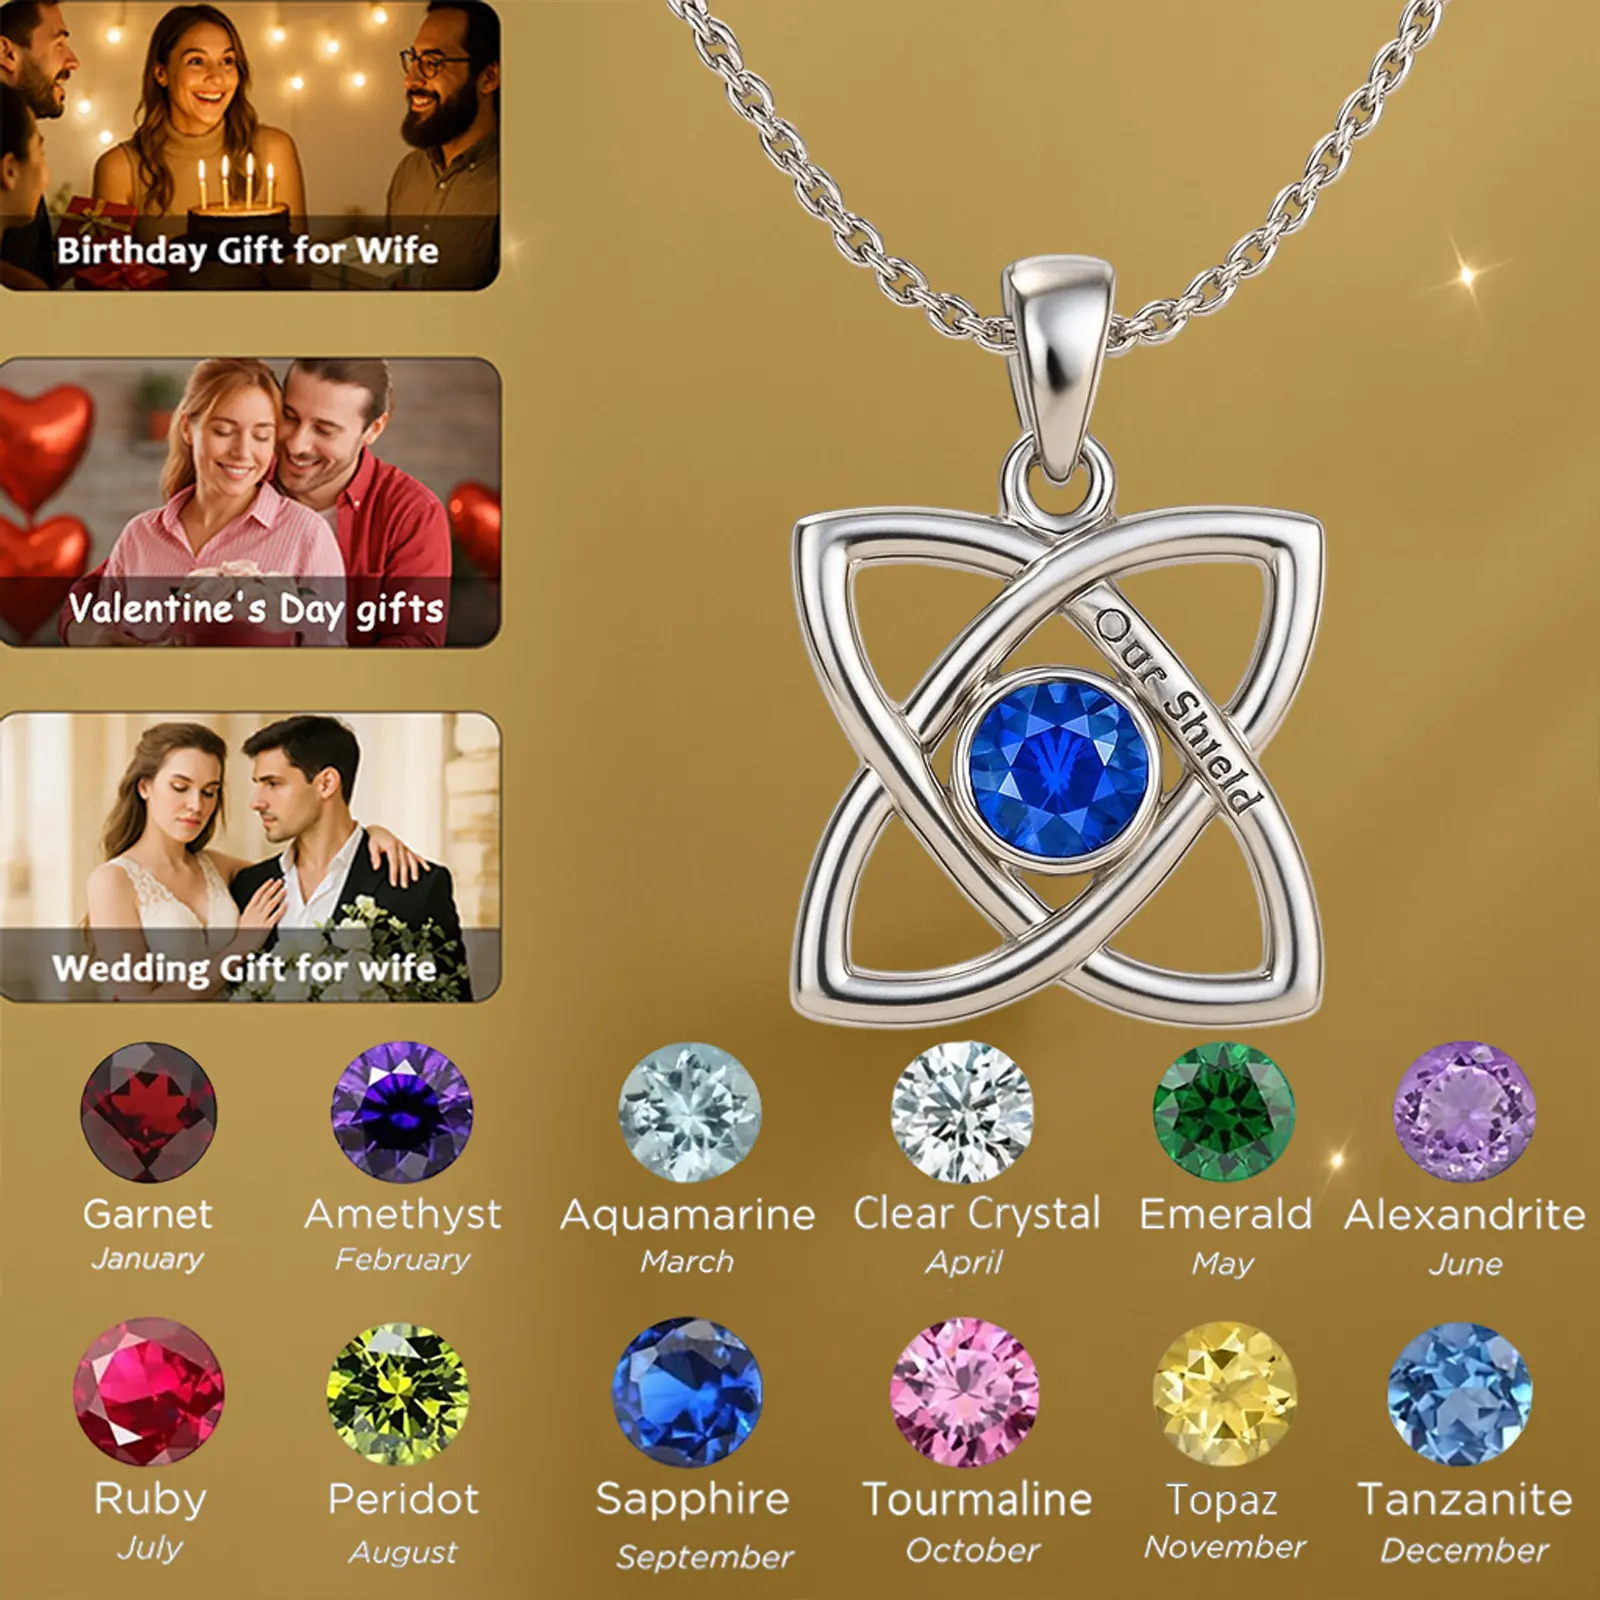 Birthday Gift for Wife
Valentine's Day gifts
Wedding Gift for wife
Our Shield
Garnet
January
Amethyst
February
Aquamarine
March
Clear Crystal
April
Emerald
May
Alexandrite
June
Ruby
July
Peridot
August
Sapphire
September
Tourmaline
October
Topaz
November
Tanzanite
December